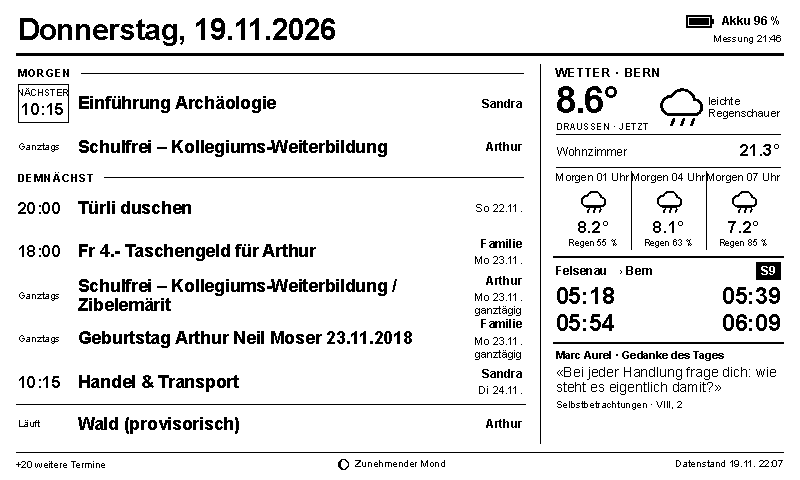 Donnerstag, 19.11.2026
Akku 96 %
Messung 21:46
MORGEN
NÄCHSTER
10:15 Einführung Archäologie Sandra
Ganztags Schulfrei – Kollegiums-Weiterbildung Arthur
DEMNÄCHST
20:00 Türli duschen So 22.11.
18:00 Fr 4.- Taschengeld für Arthur Familie
Mo 23.11.
Ganztags Schulfrei – Kollegiums-Weiterbildung / Zibelemärit Arthur
Mo 23.11.
ganztägig
Ganztags Geburtstag Arthur Neil Moser 23.11.2018 Familie
Mo 23.11.
ganztägig
10:15 Handel & Transport Sandra
Di 24.11.
Läuft Wald (provisorisch) Arthur
WETTER · BERN
8.6°
leichte
Regenschauer
DRAUSSEN · JETZT
Wohnzimmer 21.3°
Morgen 01 Uhr Morgen 04 Uhr Morgen 07 Uhr
8.2° 8.1° 7.2°
Regen 55 % Regen 63 % Regen 85 %
Felsenau › Bern S9
05:18 05:39
05:54 06:09
Marc Aurel · Gedanke des Tages
«Bei jeder Handlung frage dich: wie
steht es eigentlich damit?»
Selbstbetrachtungen · VIII, 2
+20 weitere Termine Zunehmender Mond Datenstand 19.11. 22:07